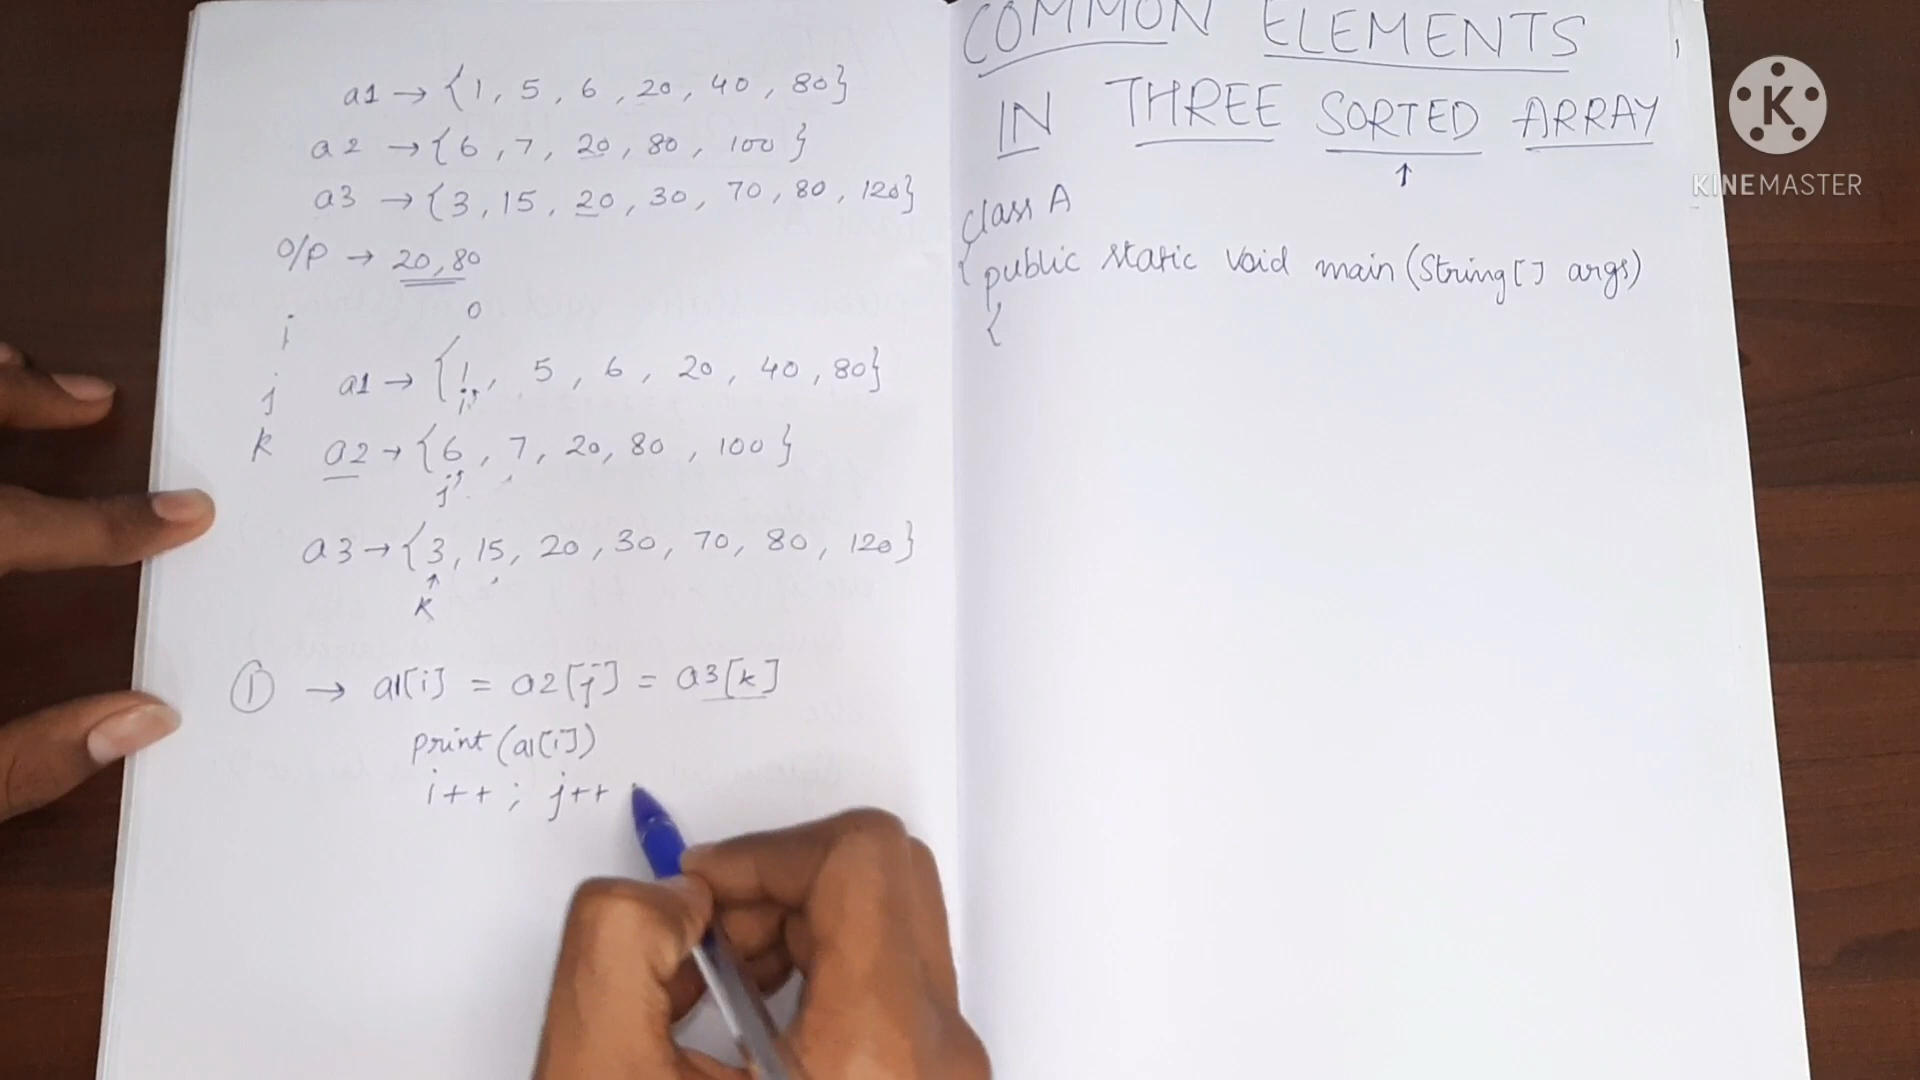 a1 → {1, 5, 6, 20, 40, 80}
a2 → {6, 7, 20, 80, 100}
a3 → {3, 15, 20, 30, 70, 80, 120}
O/P → 20, 80
0
i
a1 → {1, 5, 6, 20, 40, 80}
i
j
k
a2 → {6, 7, 20, 80, 100}
j
a3 → {3, 15, 20, 30, 70, 80, 120}
↑
k
① → a1[i] = a2[j] = a3[k]
print(a1[i])
i++ ; j++
COMMON ELEMENTS
IN THREE SORTED ARRAY
↑
class A
{ public static void main (String[] args)
{
K
KINEMASTER